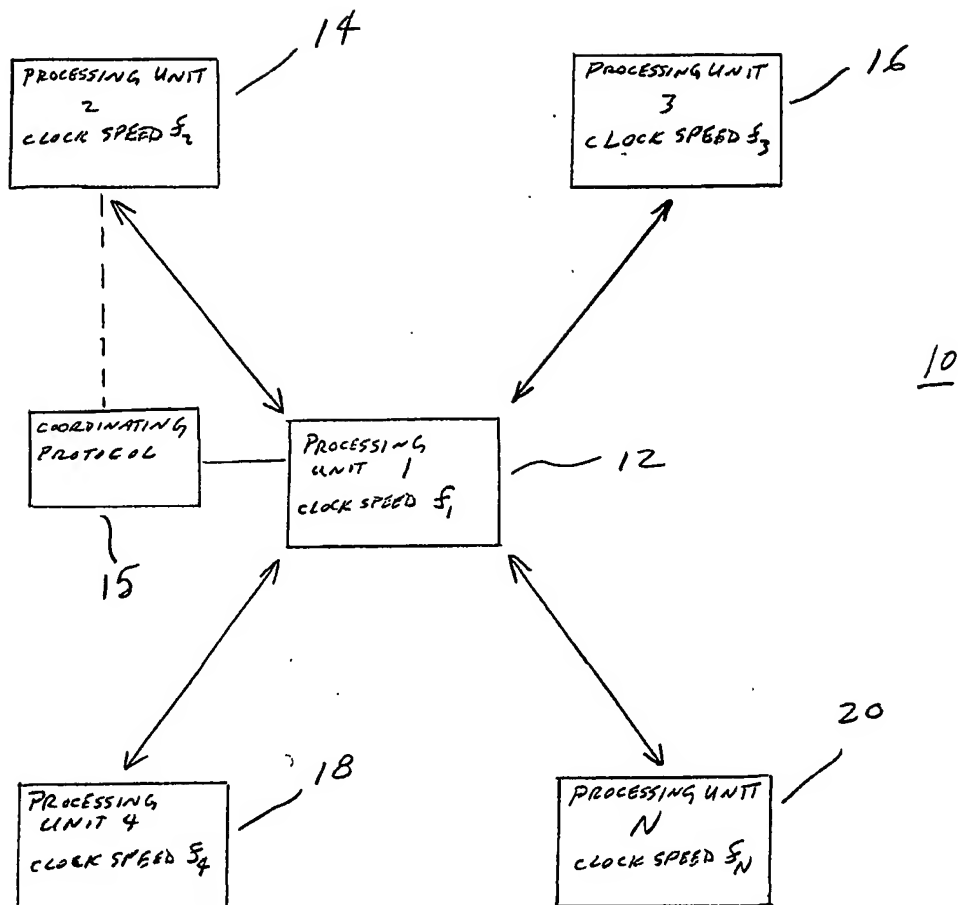 14
PROCESSING UNIT
2
CLOCK SPEED f₂
16
PROCESSING UNIT
3
CLOCK SPEED f₃
10
COORDINATING
PROTOCOL
15
PROCESSING
UNIT 1
CLOCK SPEED f₁
12
18
PROCESSING
UNIT 4
CLOCK SPEED f₄
20
PROCESSING UNIT
N
CLOCK SPEED f_N